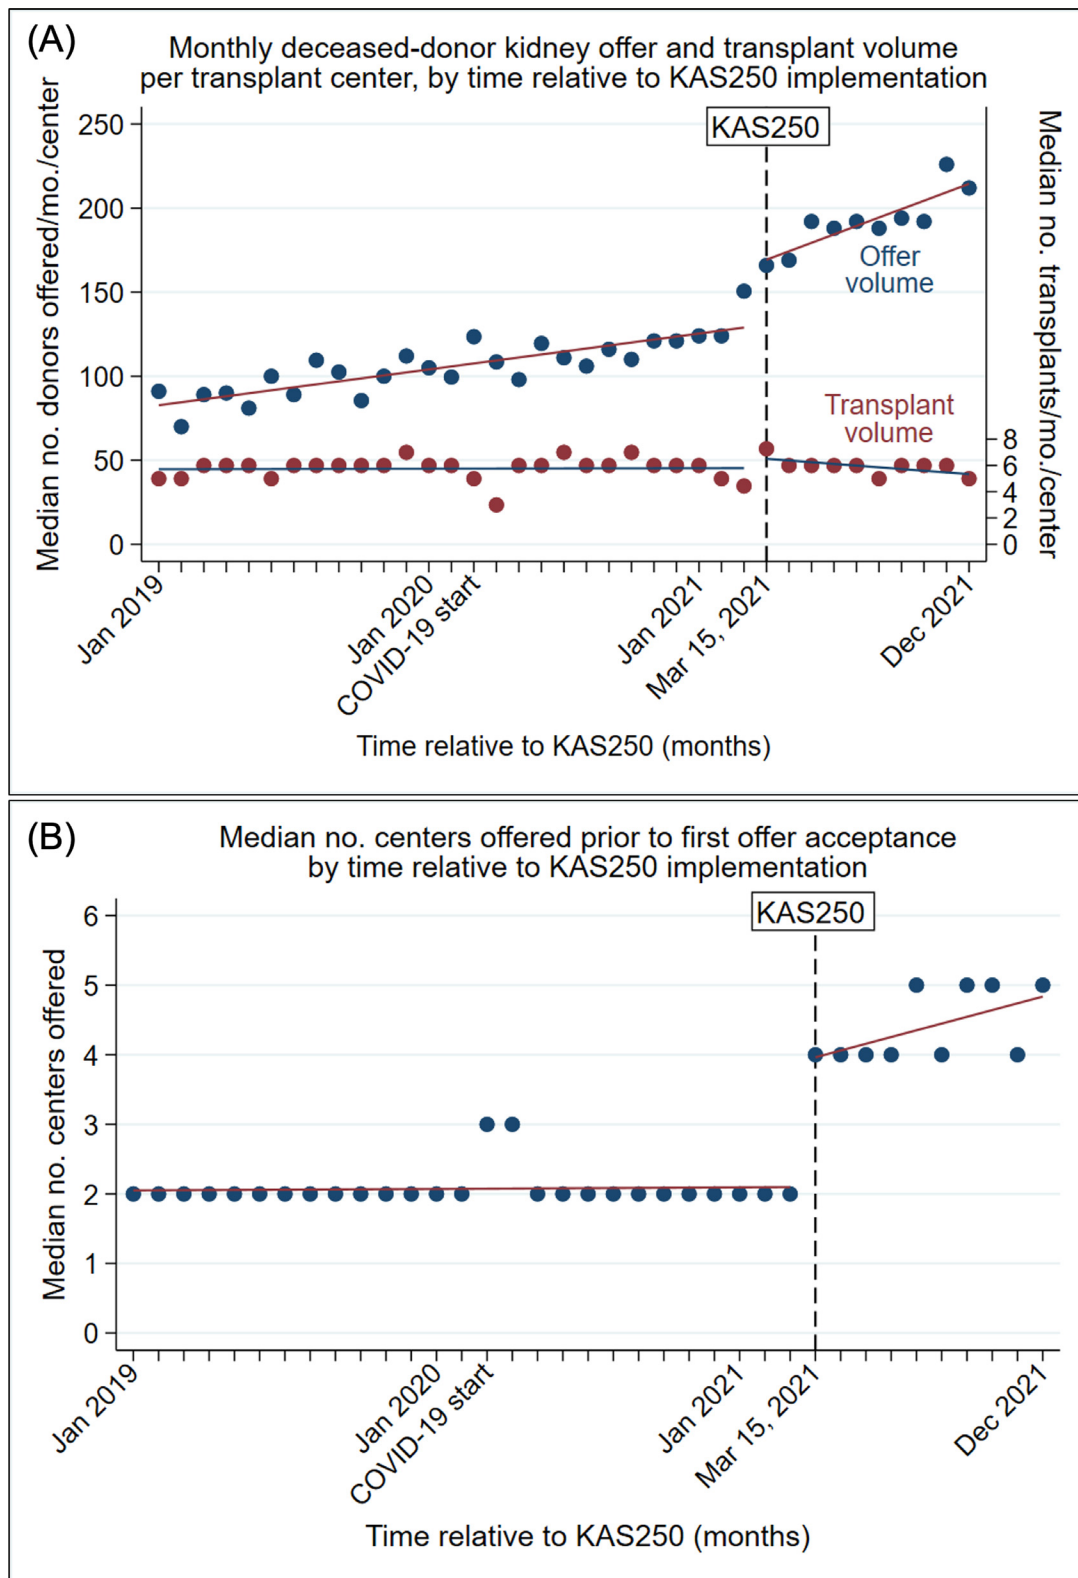 (A)
Monthly deceased-donor kidney offer and transplant volume
per transplant center, by time relative to KAS250 implementation
Median no. donors offered/mo./center
250
200
150
100
50
0
KAS250
Offer
volume
Transplant
volume
Median no. transplants/mo./center
8
6
4
2
0
Jan 2019
Jan 2020
COVID-19 start
Jan 2021
Mar 15, 2021
Dec 2021
Time relative to KAS250 (months)
(B)
Median no. centers offered prior to first offer acceptance
by time relative to KAS250 implementation
Median no. centers offered
6
5
4
3
2
1
0
KAS250
Jan 2019
Jan 2020
COVID-19 start
Jan 2021
Mar 15, 2021
Dec 2021
Time relative to KAS250 (months)